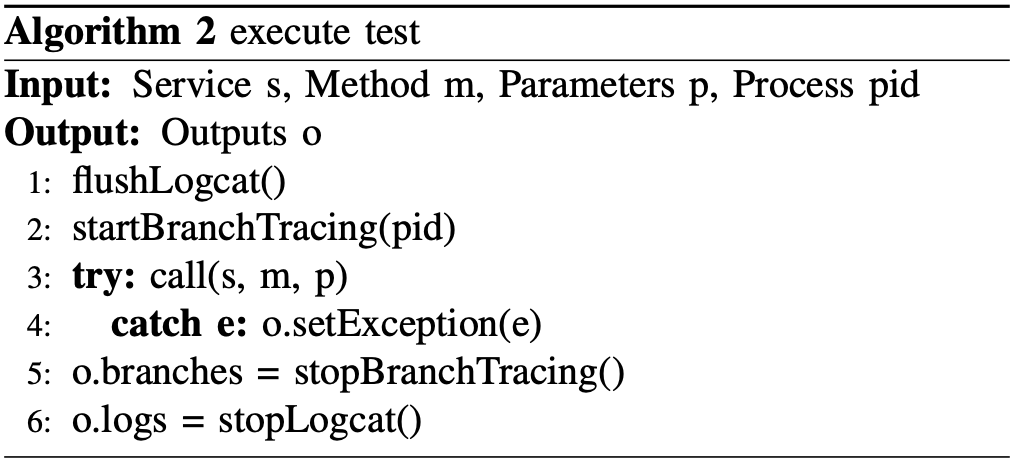 Algorithm 2 execute test
Input: Service s, Method m, Parameters p, Process pid
Output: Outputs o
1: flushLogcat()
2: startBranchTracing(pid)
3: try: call(s, m, p)
4: catch e: o.setException(e)
5: o.branches = stopBranchTracing()
6: o.logs = stopLogcat()